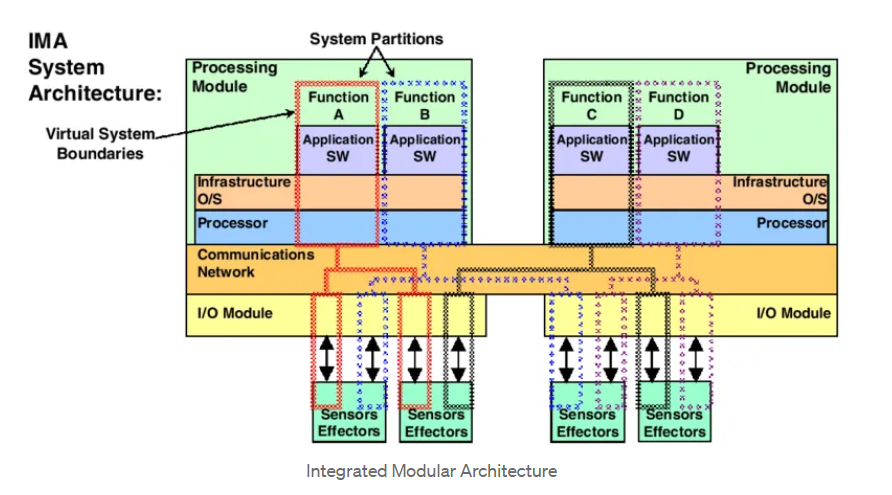 IMA
System
Architecture:
System Partitions
Virtual System
Boundaries
Processing
Module
Function
A
Function
B
Application
SW
Application
SW
Infrastructure
O/S
Processor
Processing
Module
Function
C
Function
D
Application
SW
Application
SW
Infrastructure
O/S
Processor
Communications
Network
I/O Module
I/O Module
Sensors
Effectors
Sensors
Effectors
Sensors
Effectors
Sensors
Effectors
Integrated Modular Architecture